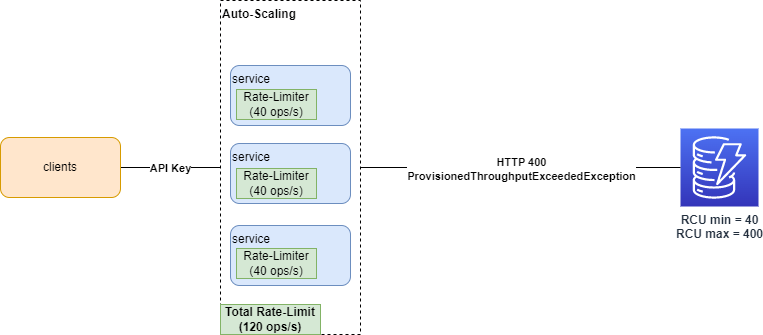 Auto-Scaling
service
Rate-Limiter
(40 ops/s)
clients
API Key
service
Rate-Limiter
(40 ops/s)
HTTP 400
ProvisionedThroughputExceededException
RCU min = 40
RCU max = 400
service
Rate-Limiter
(40 ops/s)
Total Rate-Limit
(120 ops/s)